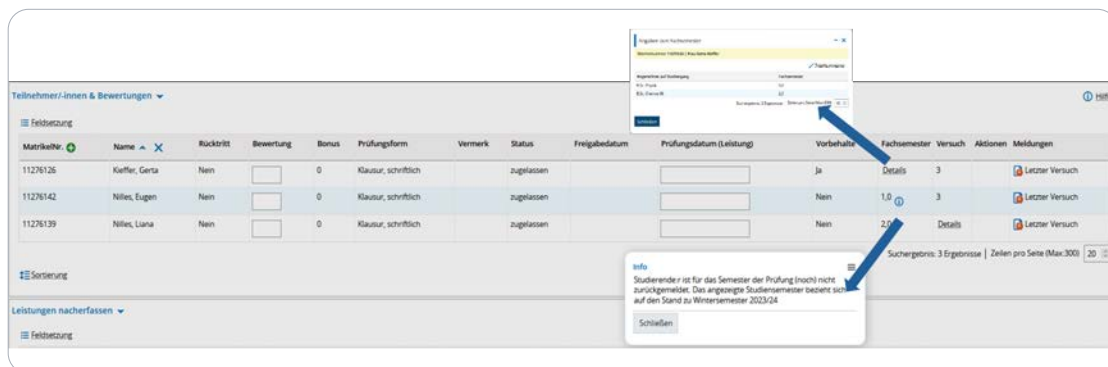 Angaben zum Fachsemester
Teilnehmer/-innen & Bewertungen
Hilfe
Feldsetzung
MatrikelNr. Name Rücktritt Bewertung Bonus Prüfungsform Vermerk Status Freigabedatum Prüfungsdatum (Leistung) Vorbehalte Fachsemester Versuch Aktionen Meldungen
11276126 Kieffer, Gerta Nein 0 Klausur, schriftlich zugelassen Ja Details 3 Letzter Versuch
11276142 Nilles, Eugen Nein 0 Klausur, schriftlich zugelassen Nein 1,0 3 Letzter Versuch
11276139 Nilles, Liana Nein 0 Klausur, schriftlich zugelassen Nein 2,0 Details Letzter Versuch
Suchergebnis: 3 Ergebnisse | Zeilen pro Seite (Max:300) 20
Sortierung
Info
Studierende:r ist für das Semester der Prüfung (noch) nicht
zurückgemeldet. Das angezeigte Studiensemester bezieht sich
auf den Stand zu Wintersemester 2023/24
Schließen
Leistungen nacherfassen
Feldsetzung